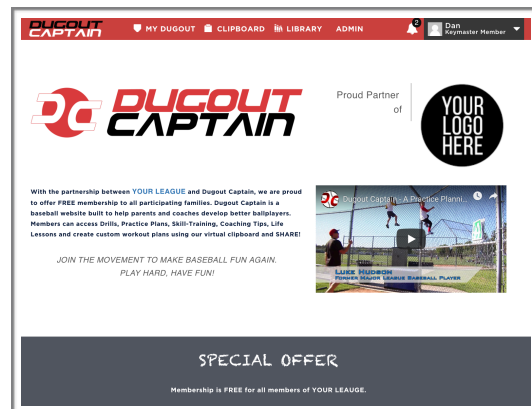 DUGOUT
CAPTAIN
MY DUGOUT CLIPBOARD LIBRARY ADMIN
2
Dan
Keymaster Member
DC DUGOUT
CAPTAIN
Proud Partner
of
YOUR
LOGO
HERE
With the partnership between YOUR LEAGUE and Dugout Captain, we are proud
to offer FREE membership to all participating families. Dugout Captain is a
baseball website built to help parents and coaches develop better ballplayers.
Members can access Drills, Practice Plans, Skill-Training, Coaching Tips, Life
Lessons and create custom workout plans using our virtual clipboard and SHARE!
JOIN THE MOVEMENT TO MAKE BASEBALL FUN AGAIN.
PLAY HARD, HAVE FUN!
Dugout Captain - A Practice Planni...
LUKE HUDSON
FORMER MAJOR LEAGUE BASEBALL PLAYER
SPECIAL OFFER
Membership is FREE for all members of YOUR LEAUGE.